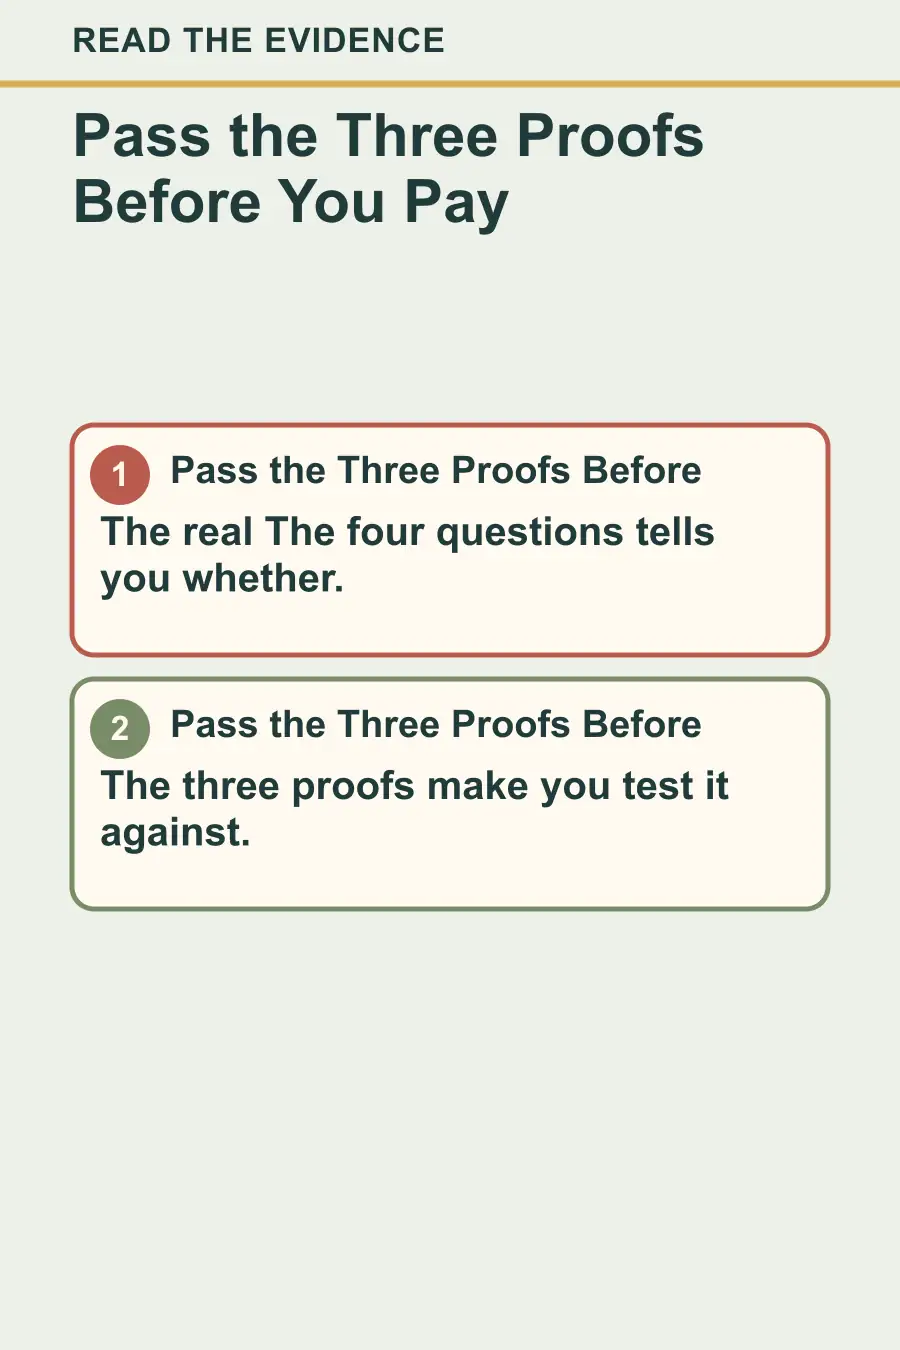 READ THE EVIDENCE
Pass the Three Proofs
Before You Pay
1 Pass the Three Proofs Before
The real The four questions tells
you whether.
2 Pass the Three Proofs Before
The three proofs make you test it
against.